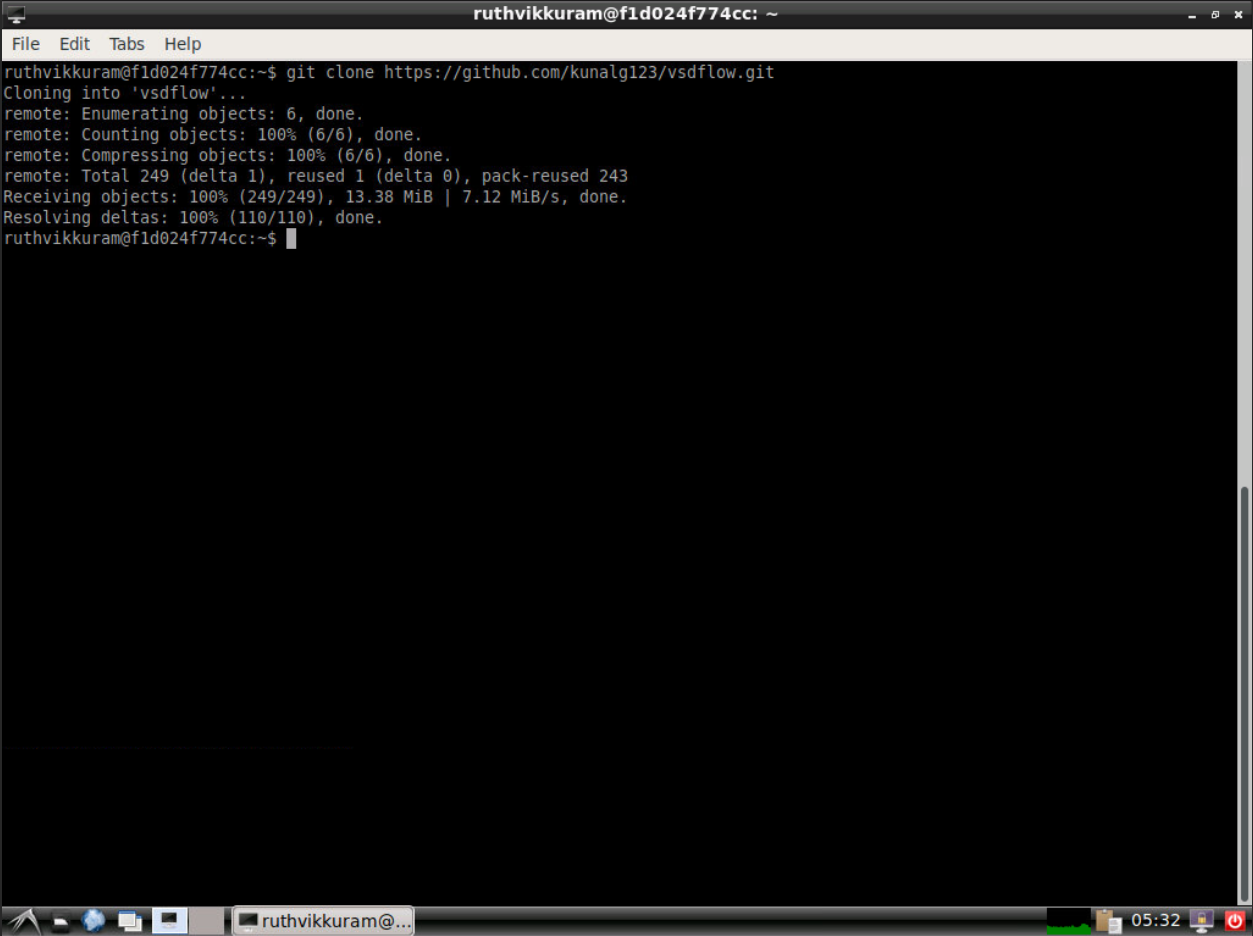 ruthvikkuram@f1d024f774cc: ~
File Edit Tabs Help
ruthvikkuram@f1d024f774cc:~$ git clone https://github.com/kunalg123/vsdflow.git
Cloning into 'vsdflow'...
remote: Enumerating objects: 6, done.
remote: Counting objects: 100% (6/6), done.
remote: Compressing objects: 100% (6/6), done.
remote: Total 249 (delta 1), reused 1 (delta 0), pack-reused 243
Receiving objects: 100% (249/249), 13.38 MiB | 7.12 MiB/s, done.
Resolving deltas: 100% (110/110), done.
ruthvikkuram@f1d024f774cc:~$
ruthvikkuram@... 05:32